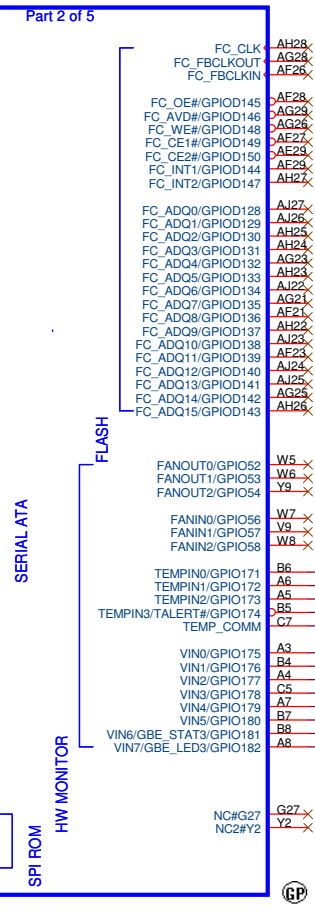 Part 2 of 5
FC_CLK AH28
FC_FBCLKOUT AG28
FC_FBCLKIN AF26
FC_OE#/GPIOD145 AF28
FC_AVD#/GPIOD146 AG29
FC_WE#/GPIOD148 AG26
FC_CE1#/GPIOD149 AF27
FC_CE2#/GPIOD150 AE29
FC_INT1/GPIOD144 AF29
FC_INT2/GPIOD147 AH27
FC_ADQ0/GPIOD128 AJ27
FC_ADQ1/GPIOD129 AJ26
FC_ADQ2/GPIOD130 AH25
FC_ADQ3/GPIOD131 AH24
FC_ADQ4/GPIOD132 AG23
FC_ADQ5/GPIOD133 AH23
FC_ADQ6/GPIOD134 AJ22
FC_ADQ7/GPIOD135 AG21
FC_ADQ8/GPIOD136 AF21
FC_ADQ9/GPIOD137 AH22
FC_ADQ10/GPIOD138 AJ23
FC_ADQ11/GPIOD139 AF23
FC_ADQ12/GPIOD140 AJ24
FC_ADQ13/GPIOD141 AJ25
FC_ADQ14/GPIOD142 AG25
FC_ADQ15/GPIOD143 AH26
FLASH
FANOUT0/GPIO52 W5
FANOUT1/GPIO53 W6
FANOUT2/GPIO54 Y9
FANIN0/GPIO56 W7
FANIN1/GPIO57 V9
FANIN2/GPIO58 W8
SERIAL ATA
TEMPIN0/GPIO171 B6
TEMPIN1/GPIO172 A6
TEMPIN2/GPIO173 A5
TEMPIN3/TALERT#/GPIO174 B5
TEMP_COMM C7
VIN0/GPIO175 A3
VIN1/GPIO176 B4
VIN2/GPIO177 A4
VIN3/GPIO178 C5
VIN4/GPIO179 A7
VIN5/GPIO180 B7
VIN6/GBE_STAT3/GPIO181 B8
VIN7/GBE_LED3/GPIO182 A8
HW MONITOR
NC#G27 G27
NC2#Y2 Y2
SPI ROM
GP